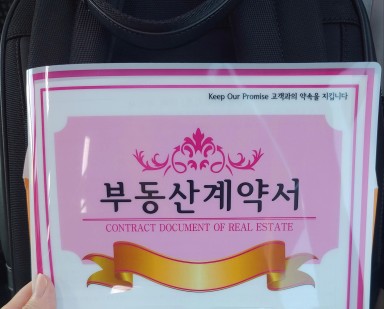 Keep Our Promise 고객과의 약속을 지킵니다
부동산계약서
CONTRACT DOCUMENT OF REAL ESTATE